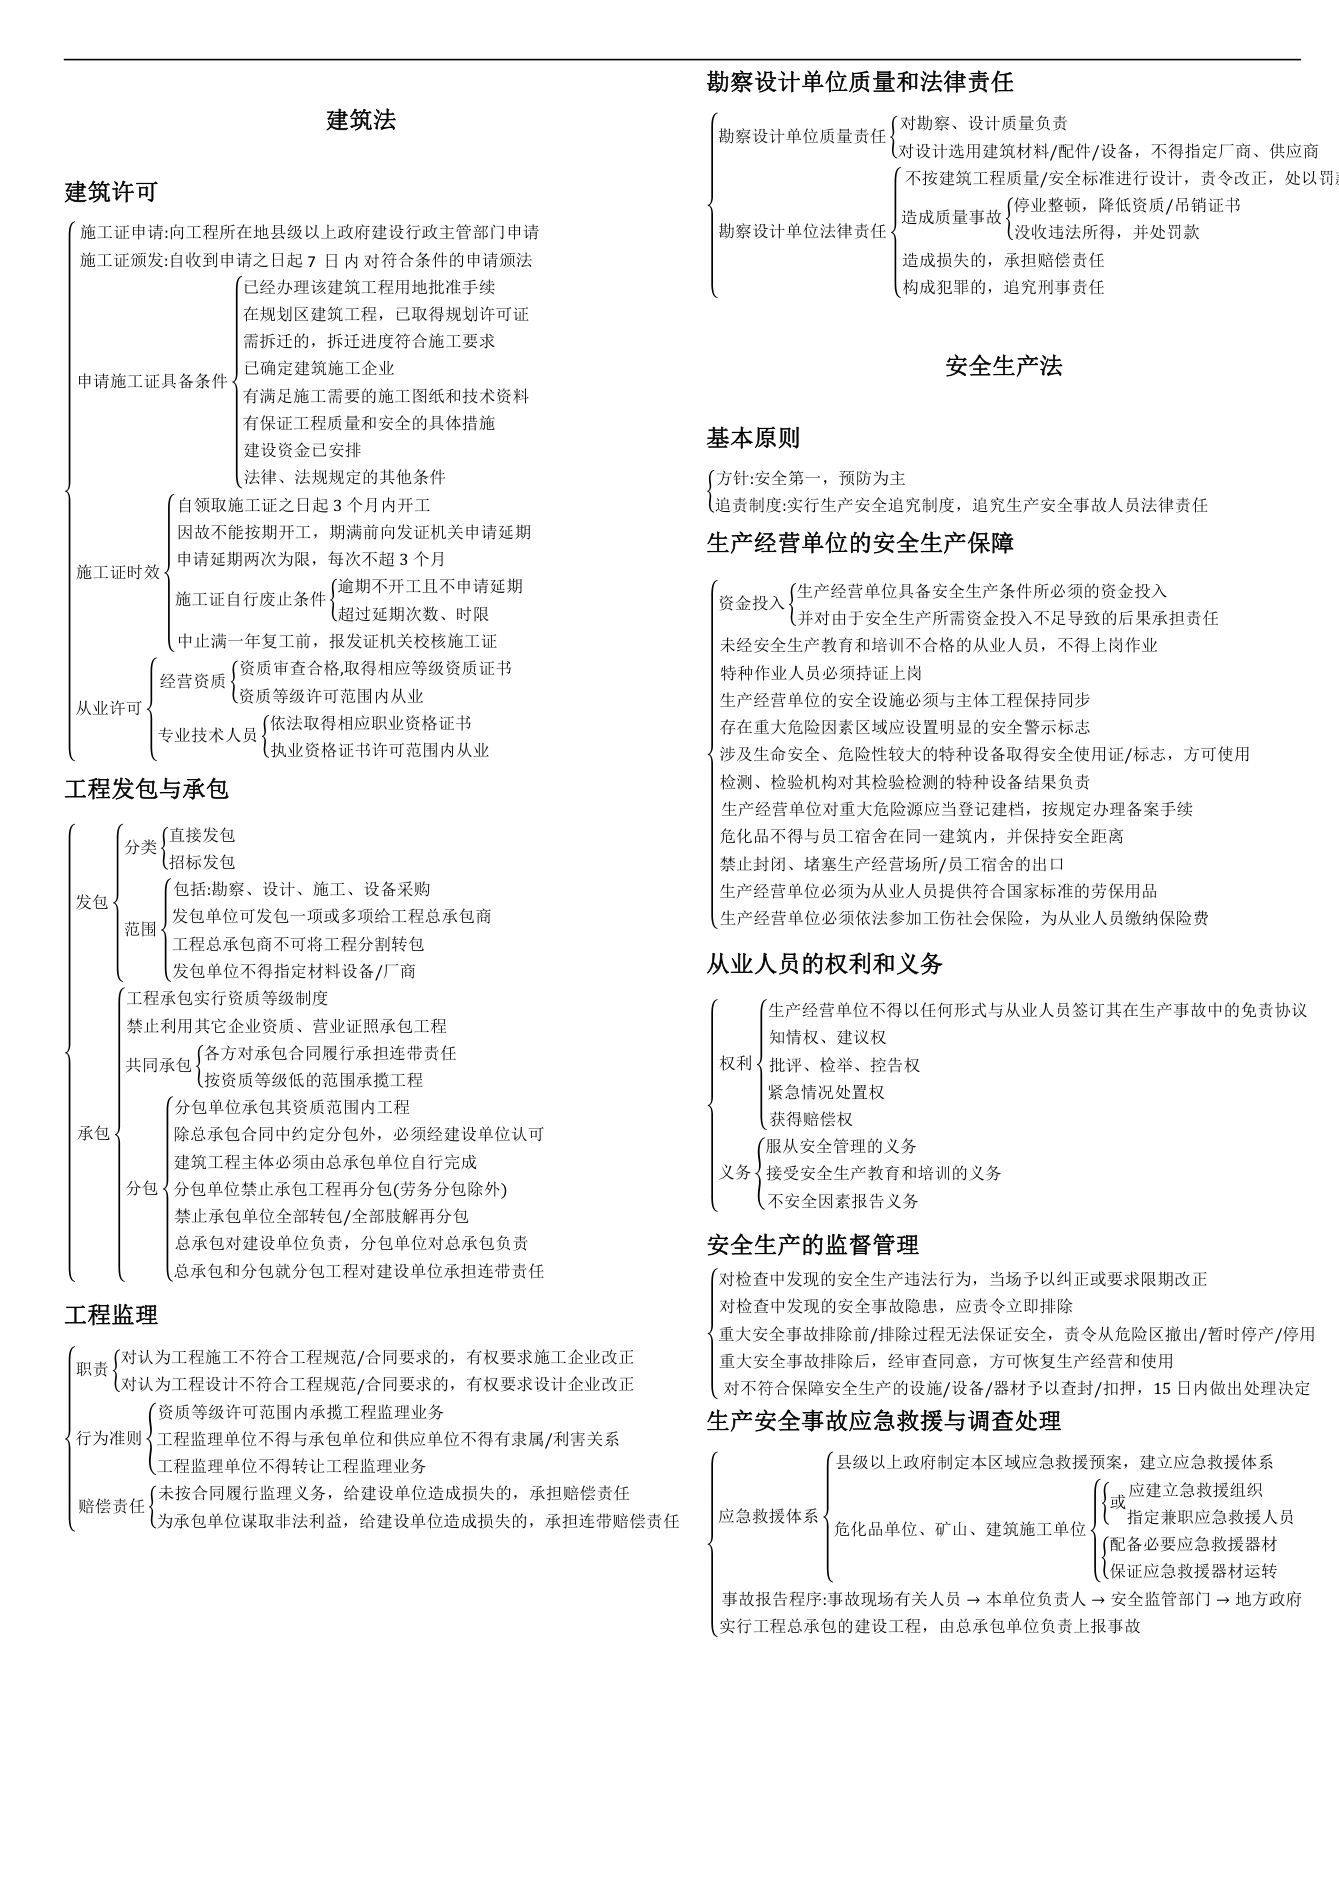 建筑法
建筑许可
施工证申请:向工程所在地县级以上政府建设行政主管部门申请
施工证颁发:自收到申请之日起 7 日 内 对符合条件的申请颁法
申请施工证具备条件
已经办理该建筑工程用地批准手续
在规划区建筑工程，已取得规划许可证
需拆迁的，拆迁进度符合施工要求
已确定建筑施工企业
有满足施工需要的施工图纸和技术资料
有保证工程质量和安全的具体措施
建设资金已安排
法律、法规规定的其他条件
施工证时效
自领取施工证之日起 3 个月内开工
因故不能按期开工，期满前向发证机关申请延期
申请延期两次为限，每次不超 3 个月
施工证自行废止条件
逾期不开工且不申请延期
超过延期次数、时限
中止满一年复工前，报发证机关校核施工证
从业许可
经营资质
资质审查合格,取得相应等级资质证书
资质等级许可范围内从业
专业技术人员
依法取得相应职业资格证书
执业资格证书许可范围内从业
工程发包与承包
发包
分类
直接发包
招标发包
范围
包括:勘察、设计、施工、设备采购
发包单位可发包一项或多项给工程总承包商
工程总承包商不可将工程分割转包
发包单位不得指定材料设备/厂商
承包
工程承包实行资质等级制度
禁止利用其它企业资质、营业证照承包工程
共同承包
各方对承包合同履行承担连带责任
按资质等级低的范围承揽工程
分包
分包单位承包其资质范围内工程
除总承包合同中约定分包外，必须经建设单位认可
建筑工程主体必须由总承包单位自行完成
分包单位禁止承包工程再分包(劳务分包除外)
禁止承包单位全部转包/全部肢解再分包
总承包对建设单位负责，分包单位对总承包负责
总承包和分包就分包工程对建设单位承担连带责任
工程监理
职责
对认为工程施工不符合工程规范/合同要求的，有权要求施工企业改正
对认为工程设计不符合工程规范/合同要求的，有权要求设计企业改正
行为准则
资质等级许可范围内承揽工程监理业务
工程监理单位不得与承包单位和供应单位不得有隶属/利害关系
工程监理单位不得转让工程监理业务
赔偿责任
未按合同履行监理义务，给建设单位造成损失的，承担赔偿责任
为承包单位谋取非法利益，给建设单位造成损失的，承担连带赔偿责任
勘察设计单位质量和法律责任
勘察设计单位质量责任
对勘察、设计质量负责
对设计选用建筑材料/配件/设备，不得指定厂商、供应商
勘察设计单位法律责任
不按建筑工程质量/安全标准进行设计，责令改正，处以罚
造成质量事故
停业整顿，降低资质/吊销证书
没收违法所得，并处罚款
造成损失的，承担赔偿责任
构成犯罪的，追究刑事责任
安全生产法
基本原则
方针:安全第一，预防为主
追责制度:实行生产安全追究制度，追究生产安全事故人员法律责任
生产经营单位的安全生产保障
资金投入
生产经营单位具备安全生产条件所必须的资金投入
并对由于安全生产所需资金投入不足导致的后果承担责任
未经安全生产教育和培训不合格的从业人员，不得上岗作业
特种作业人员必须持证上岗
生产经营单位的安全设施必须与主体工程保持同步
存在重大危险因素区域应设置明显的安全警示标志
涉及生命安全、危险性较大的特种设备取得安全使用证/标志，方可使用
检测、检验机构对其检验检测的特种设备结果负责
生产经营单位对重大危险源应当登记建档，按规定办理备案手续
危化品不得与员工宿舍在同一建筑内，并保持安全距离
禁止封闭、堵塞生产经营场所/员工宿舍的出口
生产经营单位必须为从业人员提供符合国家标准的劳保用品
生产经营单位必须依法参加工伤社会保险，为从业人员缴纳保险费
从业人员的权利和义务
权利
生产经营单位不得以任何形式与从业人员签订其在生产事故中的免责协议
知情权、建议权
批评、检举、控告权
紧急情况处置权
获得赔偿权
义务
服从安全管理的义务
接受安全生产教育和培训的义务
不安全因素报告义务
安全生产的监督管理
对检查中发现的安全生产违法行为，当场予以纠正或要求限期改正
对检查中发现的安全事故隐患，应责令立即排除
重大安全事故排除前/排除过程无法保证安全，责令从危险区撤出/暂时停产/停用
重大安全事故排除后，经审查同意，方可恢复生产经营和使用
对不符合保障安全生产的设施/设备/器材予以查封/扣押，15 日内做出处理决定
生产安全事故应急救援与调查处理
应急救援体系
县级以上政府制定本区域应急救援预案，建立应急救援体系
危化品单位、矿山、建筑施工单位
或
应建立急救援组织
指定兼职应急救援人员
配备必要应急救援器材
保证应急救援器材运转
事故报告程序:事故现场有关人员 → 本单位负责人 → 安全监管部门 → 地方政府
实行工程总承包的建设工程，由总承包单位负责上报事故